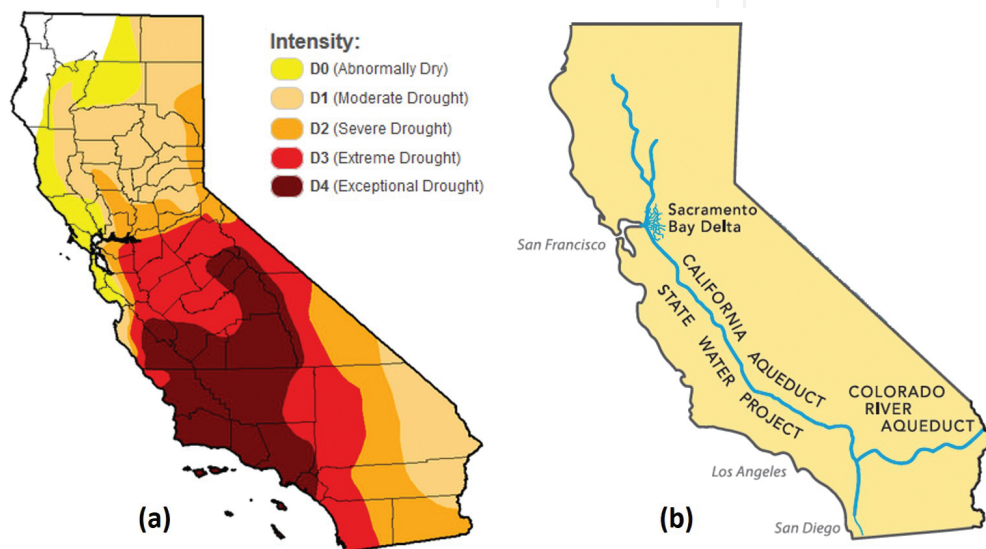 Intensity:
D0 (Abnormally Dry)
D1 (Moderate Drought)
D2 (Severe Drought)
D3 (Extreme Drought)
D4 (Exceptional Drought)
(a)
Sacramento
Bay Delta
San Francisco
CALIFORNIA AQUEDUCT
STATE WATER PROJECT
COLORADO
RIVER
AQUEDUCT
Los Angeles
San Diego
(b)